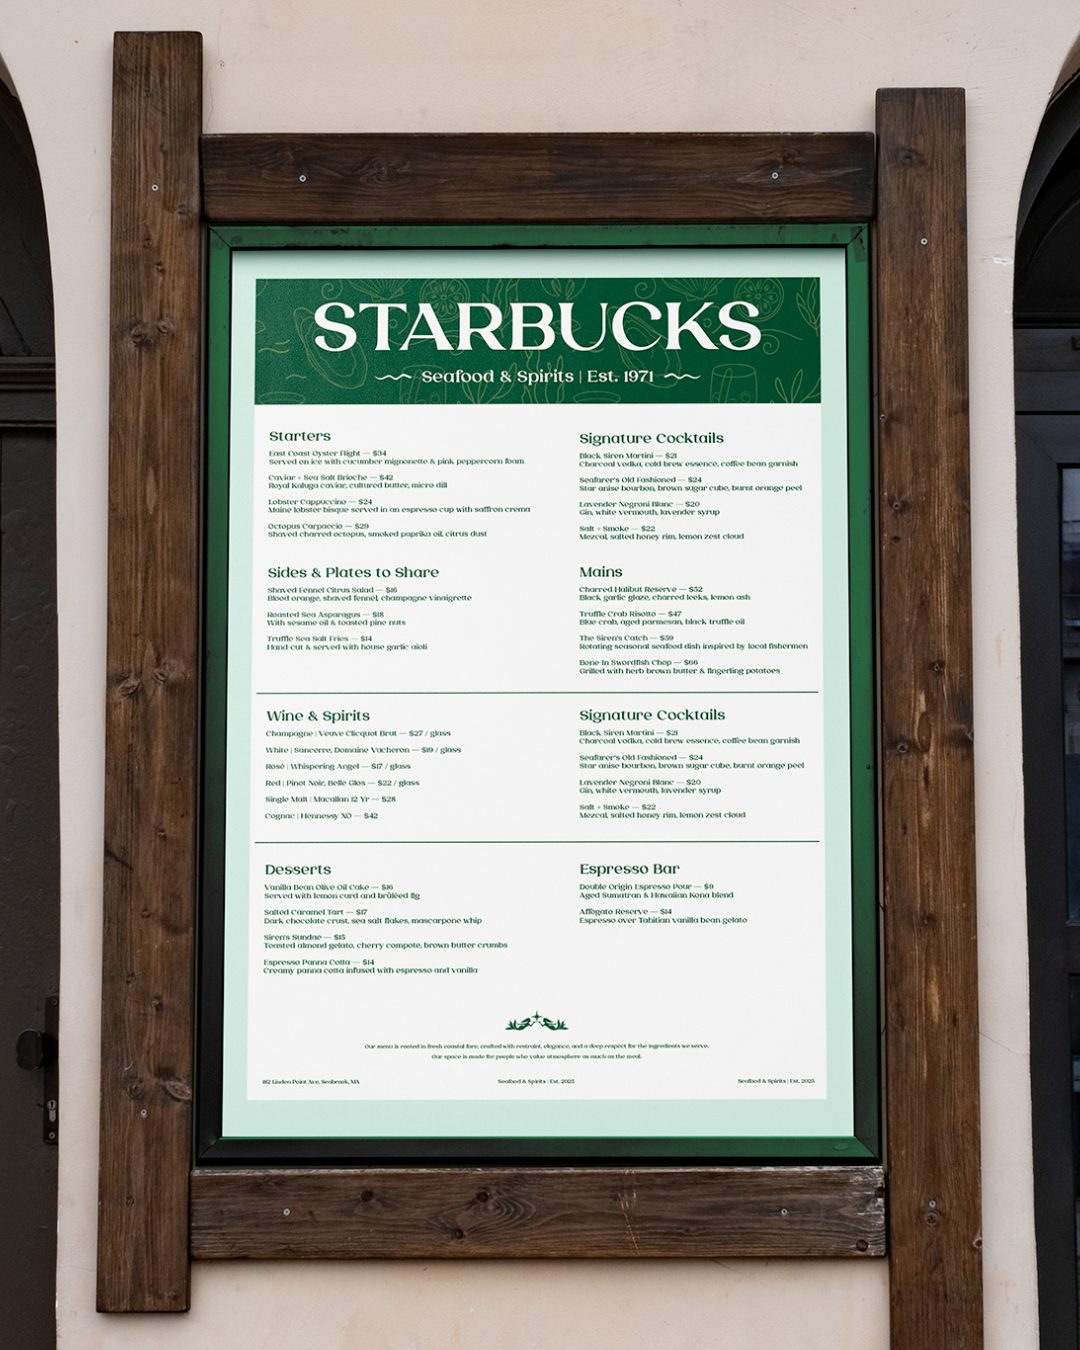 STARBUCKS
Seafood & Spirits | Est. 1971
Starters
East Coast Oyster Flight — $34
Served on ice with cucumber mignonette & pink peppercorn foam
Caviar + Sea Salt Brioche — $42
Royal Kaluga caviar, cultured butter, micro dill
Lobster Cappuccino — $24
Maine lobster bisque served in an espresso cup with saffron crema
Octopus Carpaccio — $29
Shaved charred octopus, smoked paprika oil, citrus dust
Signature Cocktails
Black Siren Martini — $21
Charcoal vodka, cold brew essence, coffee bean garnish
Seafarer's Old Fashioned — $24
Star anise bourbon, brown sugar cube, burnt orange peel
Lavender Negroni Blanc — $20
Gin, white vermouth, lavender syrup
Salt + Smoke — $22
Mezcal, salted honey rim, lemon zest cloud
Sides & Plates to Share
Shaved Fennel Citrus Salad — $16
Blood orange, shaved fennel, champagne vinaigrette
Roasted Sea Asparagus — $18
With sesame oil & toasted pine nuts
Truffle Sea Salt Fries — $14
Hand-cut & served with house garlic aioli
Mains
Charred Halibut Reserve — $52
Black garlic glaze, charred leeks, lemon ash
Truffle Crab Risotto — $47
Blue crab, aged parmesan, black truffle oil
The Siren's Catch — $59
Rotating seasonal seafood dish inspired by local fishermen
Bone-In Swordfish Chop — $66
Grilled with herb brown butter & fingerling potatoes
Wine & Spirits
Champagne | Veuve Clicquot Brut — $27 / glass
White | Sancerre, Domaine Vacheron — $19 / glass
Rosé | Whispering Angel — $17 / glass
Red | Pinot Noir, Belle Glos — $22 / glass
Single Malt | Macallan 12 Yr — $28
Cognac | Hennessy XO — $42
Signature Cocktails
Black Siren Martini — $21
Charcoal vodka, cold brew essence, coffee bean garnish
Seafarer's Old Fashioned — $24
Star anise bourbon, brown sugar cube, burnt orange peel
Lavender Negroni Blanc — $20
Gin, white vermouth, lavender syrup
Salt + Smoke — $22
Mezcal, salted honey rim, lemon zest cloud
Desserts
Vanilla Bean Olive Oil Cake — $16
Served with lemon curd and brûléed fig
Salted Caramel Tart — $17
Dark chocolate crust, sea salt flakes, mascarpone whip
Siren's Sundae — $15
Toasted almond gelato, cherry compote, brown butter crumbs
Espresso Panna Cotta — $14
Creamy panna cotta infused with espresso and vanilla
Espresso Bar
Double Origin Espresso Pour — $9
Aged Sumatran & Hawaiian Kona blend
Affogato Reserve — $14
Espresso over Tahitian vanilla bean gelato
Our menu is rooted in fresh coastal fare, crafted with restraint, elegance, and a deep respect for the ingredients we serve.
Our space is made for people who value atmosphere as much as the meal.
182 Linden Point Ave, Seabrook, MA
Seafood & Spirits | Est. 2025
Seafood & Spirits | Est. 2025